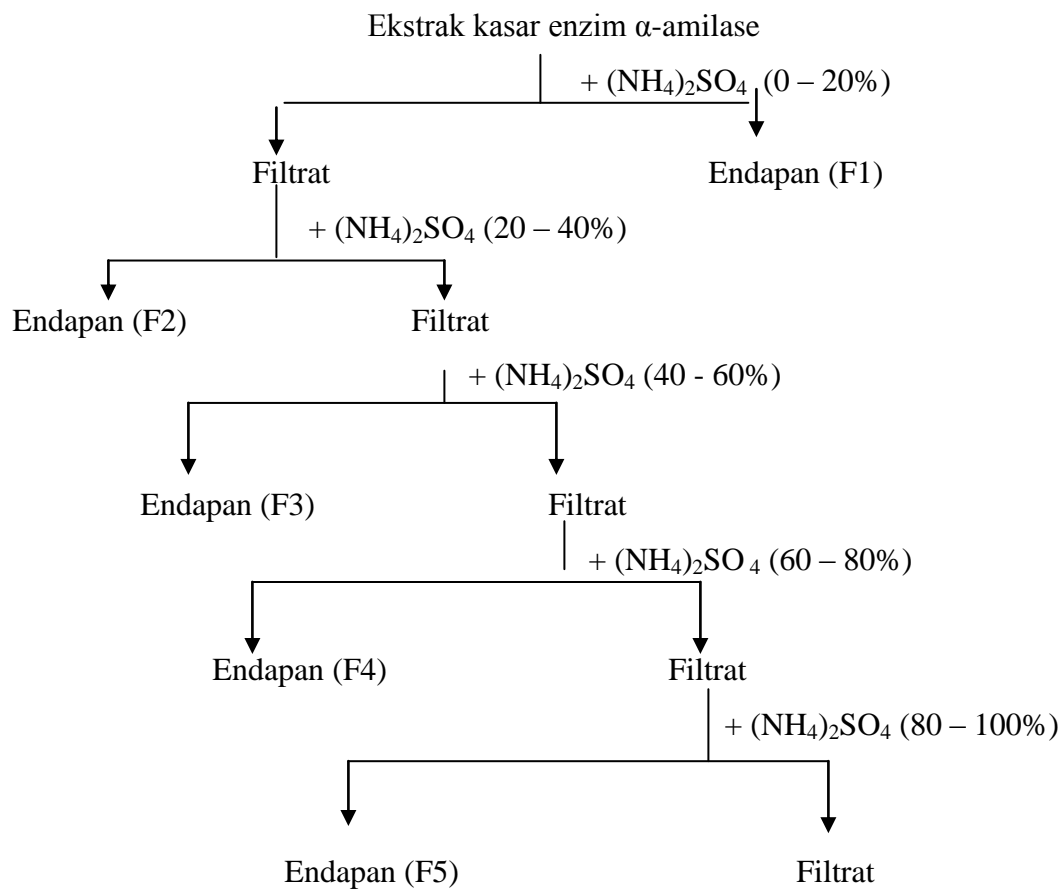 Ekstrak kasar enzim α-amilase
+ (NH₄)₂SO₄ (0 – 20%)
Filtrat
Endapan (F1)
+ (NH₄)₂SO₄ (20 – 40%)
Endapan (F2)
Filtrat
+ (NH₄)₂SO₄ (40 - 60%)
Endapan (F3)
Filtrat
+ (NH₄)₂SO₄ (60 – 80%)
Endapan (F4)
Filtrat
+ (NH₄)₂SO₄ (80 – 100%)
Endapan (F5)
Filtrat